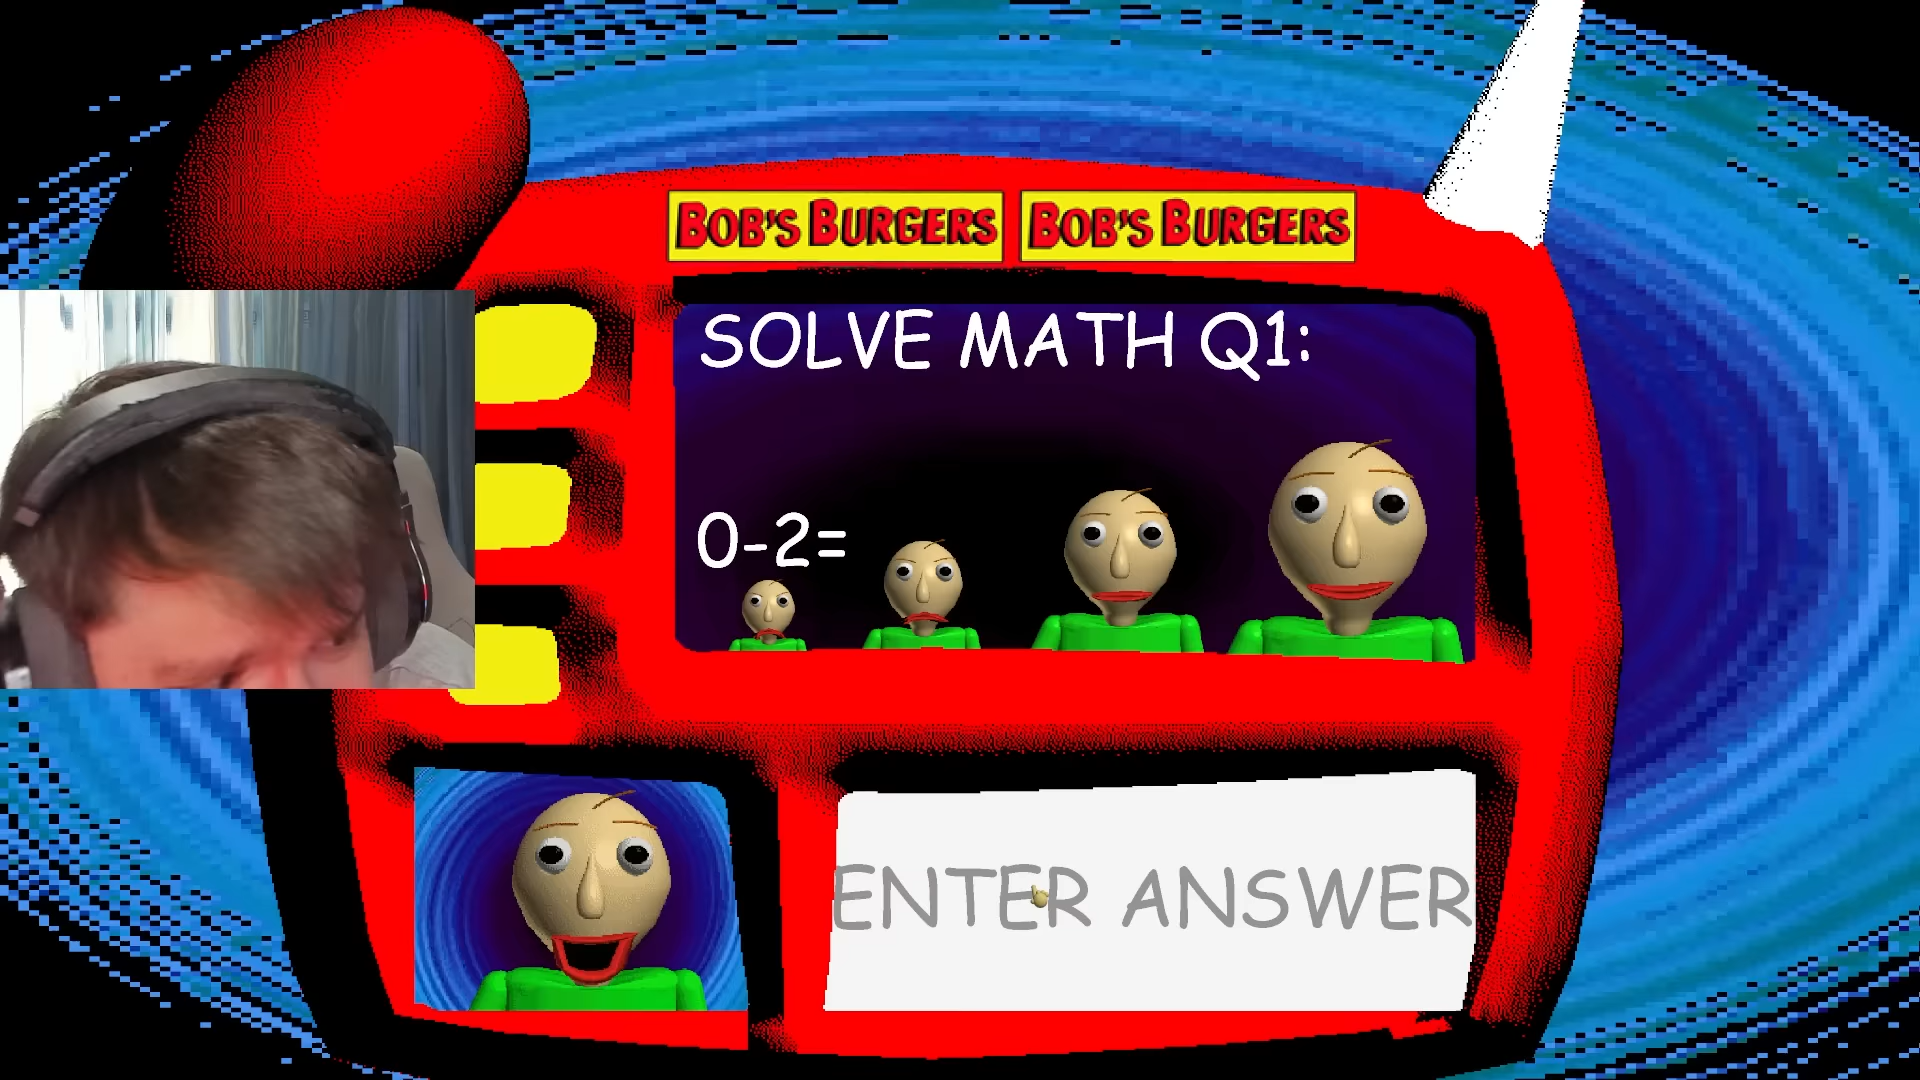 BOB'S BURGERS BOB'S BURGERS
SOLVE MATH Q1:
0-2=
ENTER ANSWER